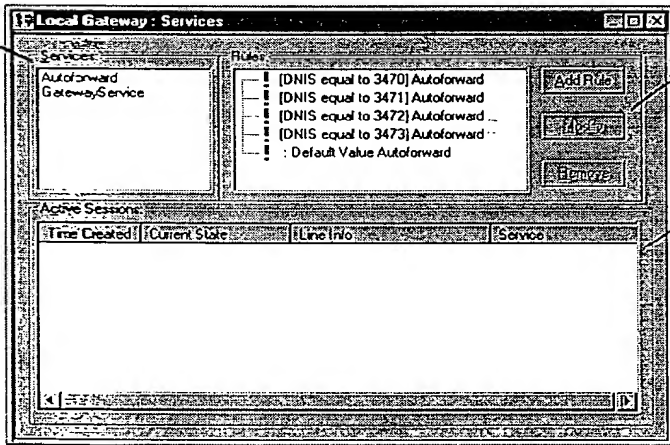 Local Gateway : Services
Services:
Autoforward
GatewayService
Rules:
[DNIS equal to 3470] Autoforward
[DNIS equal to 3471] Autoforward
[DNIS equal to 3472] Autoforward
[DNIS equal to 3473] Autoforward
: Default Value Autoforward
Add Rule
Remove
Active Sessions:
Time Created
Current State
Line Info
Service